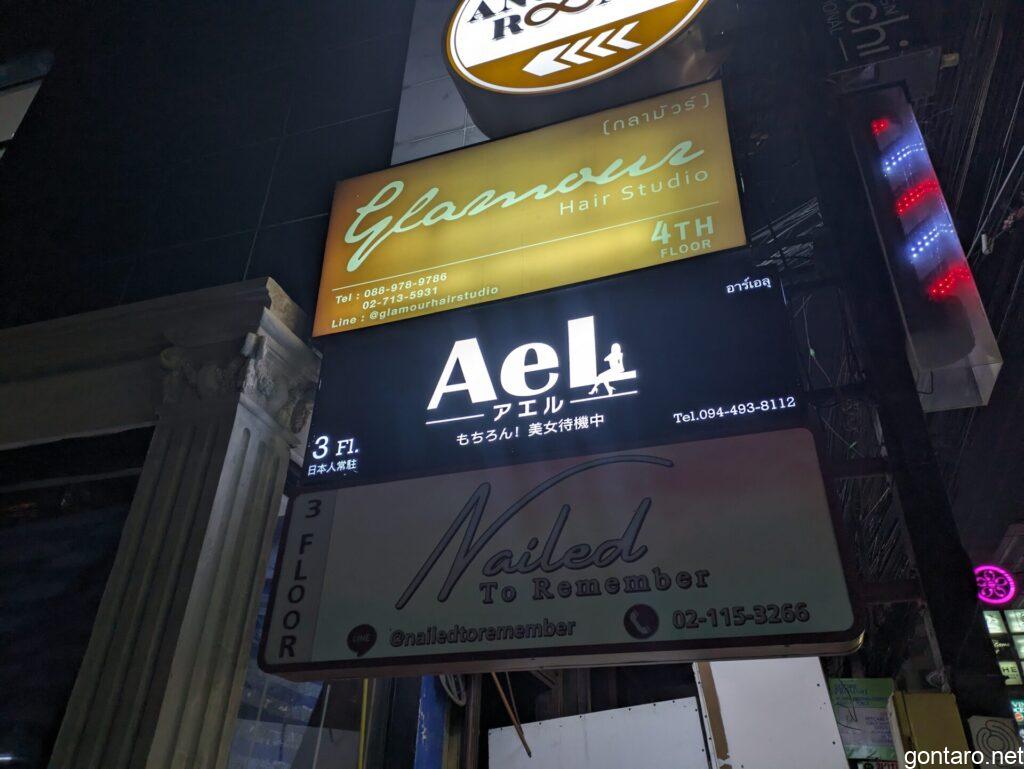 (กลามัวร์)
Glamour
Hair Studio
4TH
FLOOR
Tel : 088-978-9786
02-713-5931
Line : @glamourhairstudio
อาร์เอสุ
Ael
アエル
もちろん! 美女待機中
Tel.094-493-8112
3 Fl.
日本人常駐
3 FLOOR
Nailed
To Remember
LINE
@nailedtoremember
02-115-3266
gontaro.net